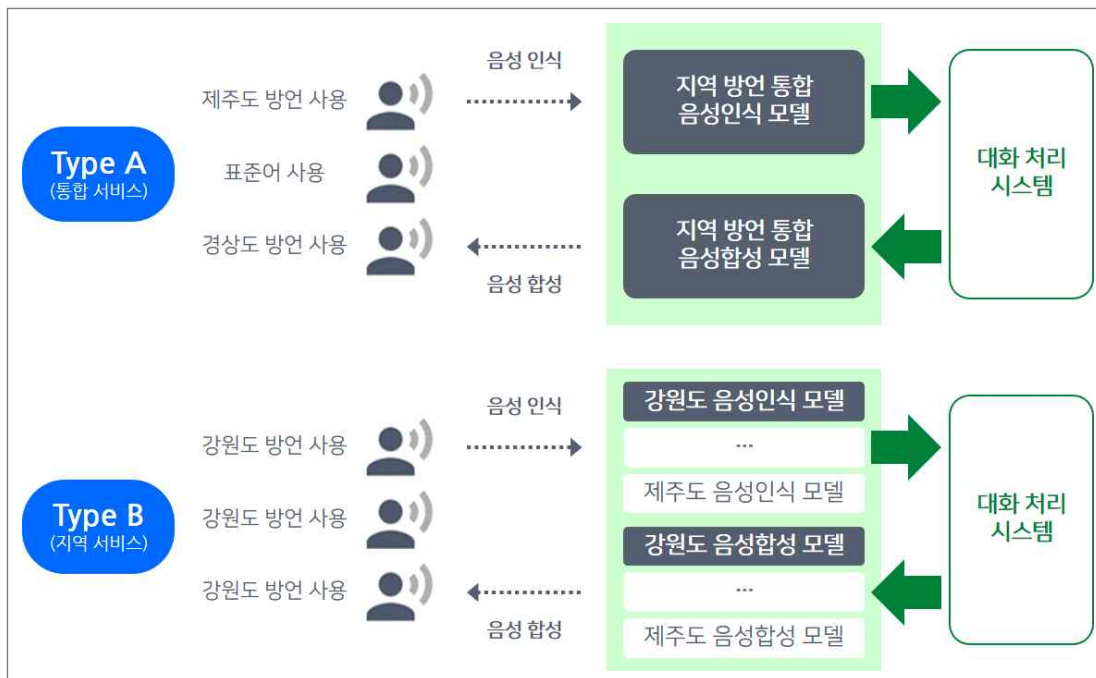 Type A
(통합 서비스)
제주도 방언 사용
표준어 사용
경상도 방언 사용
음성 인식
음성 합성
지역 방언 통합
음성인식 모델
지역 방언 통합
음성합성 모델
대화 처리
시스템
Type B
(지역 서비스)
강원도 방언 사용
강원도 방언 사용
강원도 방언 사용
음성 인식
음성 합성
강원도 음성인식 모델
...
제주도 음성인식 모델
강원도 음성합성 모델
...
제주도 음성합성 모델
대화 처리
시스템